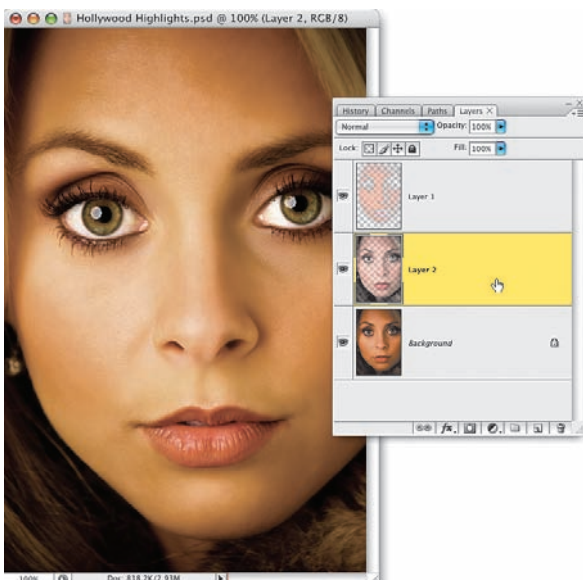 Hollywood Highlights.psd @ 100% (Layer 2, RGB/8)
History Channels Paths Layers X
Normal Opacity: 100%
Lock: Fill: 100%
Layer 1
Layer 2
Background
fx.
100% Doc: 818.2K/2.93M